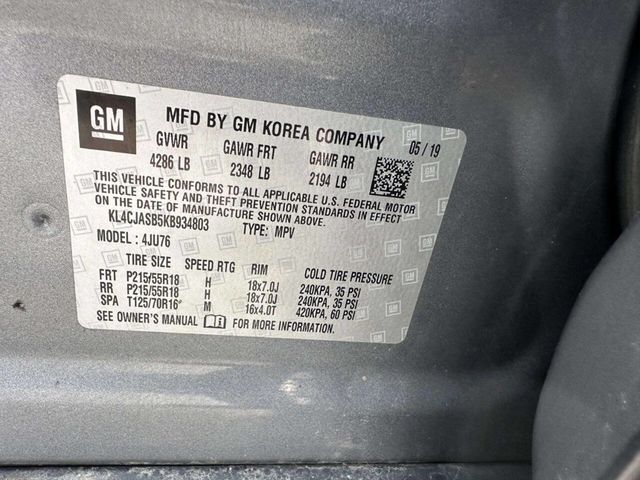 GM
MFD BY GM KOREA COMPANY 05 / 19
GVWR GAWR FRT GAWR RR
4286 LB 2348 LB 2194 LB
THIS VEHICLE CONFORMS TO ALL APPLICABLE U.S. FEDERAL MOTOR
VEHICLE SAFETY AND THEFT PREVENTION STANDARDS IN EFFECT
ON THE DATE OF MANUFACTURE SHOWN ABOVE.
KL4CJASB5KB934803 TYPE: MPV
MODEL : 4JU76
TIRE SIZE SPEED RTG RIM COLD TIRE PRESSURE
FRT P215/55R18 H 18x7.0J 240KPA, 35 PSI
RR P215/55R18 H 18x7.0J 240KPA, 35 PSI
SPA T125/70R16* M 16x4.0T 420KPA, 60 PSI
SEE OWNER'S MANUAL FOR MORE INFORMATION.